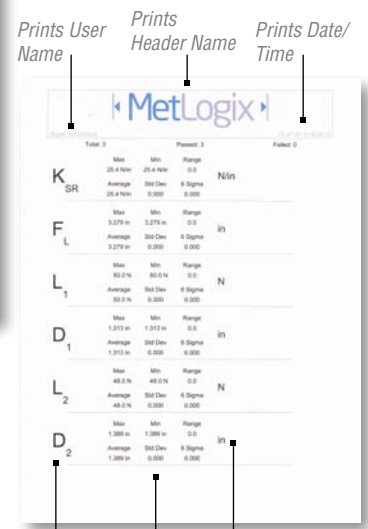 Prints User Name
Prints Header Name
Prints Date/ Time
MetLogix
Total: 3 Passed: 3 Failed: 0
Max Min Range
25.4 N/in 25.4 N/in 0.0
KSR N/in
Average Std Dev 6 Sigma
25.4 N/in 0.000 0.000
Max Min Range
3.279 in 3.279 in 0.0
FL in
Average Std Dev 6 Sigma
3.279 in 0.000 0.000
Max Min Range
50.0 N 50.0 N 0.0
L1 N
Average Std Dev 6 Sigma
50.0 N 0.000 0.000
Max Min Range
1.313 in 1.313 in 0.0
D1 in
Average Std Dev 6 Sigma
1.313 in 0.000 0.000
Max Min Range
48.0 N 48.0 N 0.0
L2 N
Average Std Dev 6 Sigma
48.0 N 0.000 0.000
Max Min Range
1.389 in 1.389 in 0.0
D2 in
Average Std Dev 6 Sigma
1.389 in 0.000 0.000